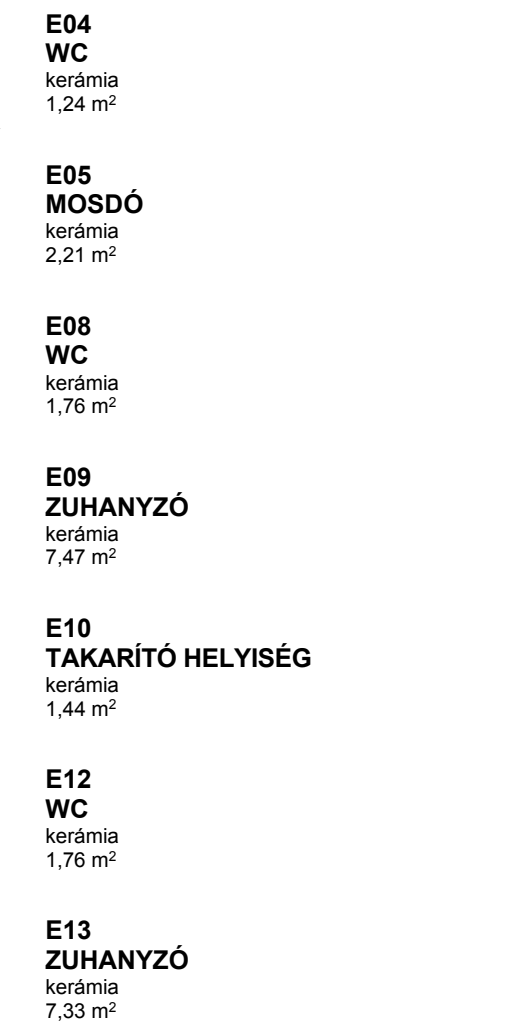 E04
WC
kerámia
1,24 m²
E05
MOSDÓ
kerámia
2,21 m²
E08
WC
kerámia
1,76 m²
E09
ZUHANYZÓ
kerámia
7,47 m²
E10
TAKARÍTÓ HELYISÉG
kerámia
1,44 m²
E12
WC
kerámia
1,76 m²
E13
ZUHANYZÓ
kerámia
7,33 m²